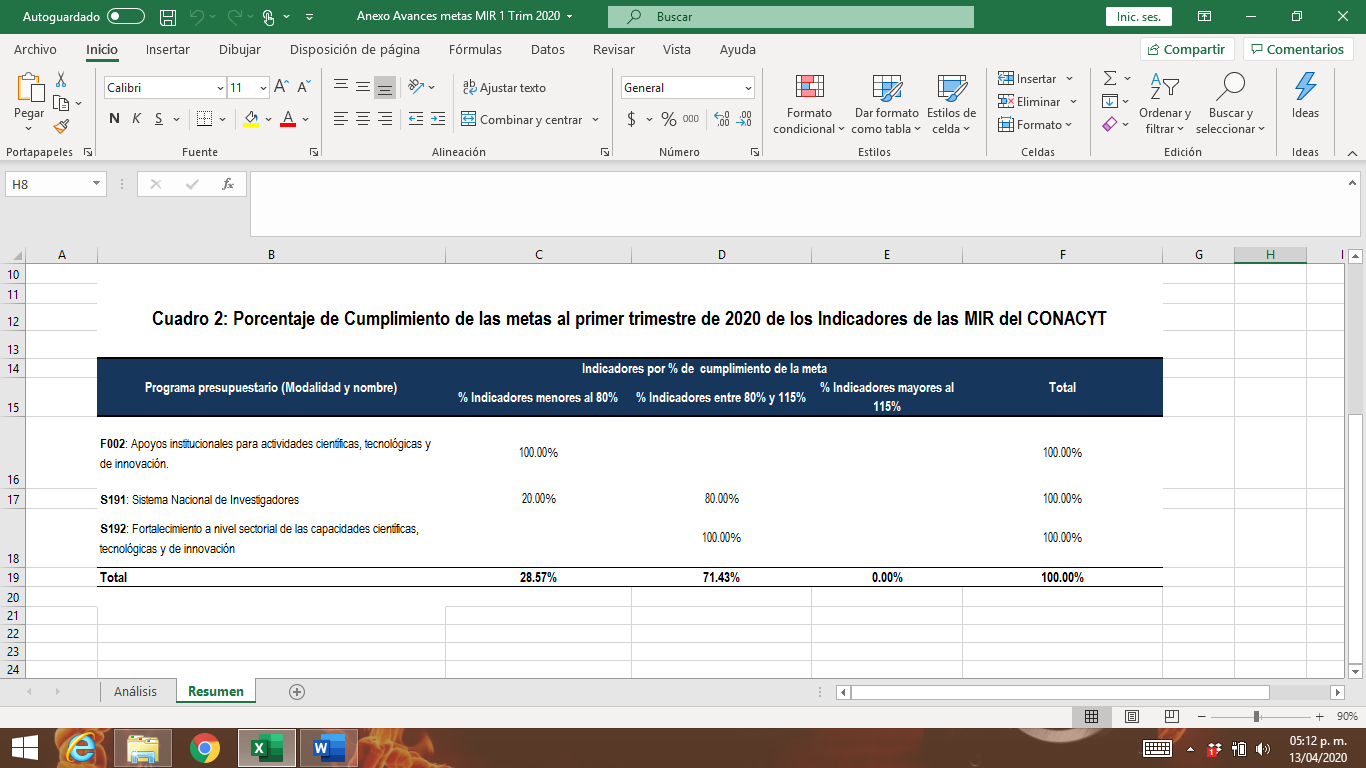 Autoguardado
Anexo Avances metas MIR 1 Trim 2020
Buscar
Inic. ses.
Archivo Inicio Insertar Dibujar Disposición de página Fórmulas Datos Revisar Vista Ayuda
Compartir Comentarios
Pegar
Calibri 11
N K S
Ajustar texto
Combinar y centrar
General
$ % 000
Formato condicional
Dar formato como tabla
Estilos de celda
Insertar
Eliminar
Formato
Ordenar y filtrar
Buscar y seleccionar
Ideas
Portapapeles Fuente Alineación Número Estilos Celdas Edición Ideas
H8
fx
A B C D E F G H I
10
11
12 Cuadro 2: Porcentaje de Cumplimiento de las metas al primer trimestre de 2020 de los Indicadores de las MIR del CONACYT
13
14 Indicadores por % de cumplimiento de la meta
Programa presupuestario (Modalidad y nombre)
% Indicadores menores al 80%
% Indicadores entre 80% y 115%
% Indicadores mayores al
115%
Total
15
F002: Apoyos institucionales para actividades científicas, tecnológicas y
de innovación.
100.00% 100.00%
16
17 S191: Sistema Nacional de Investigadores 20.00% 80.00% 100.00%
S192: Fortalecimiento a nivel sectorial de las capacidades científicas,
tecnológicas y de innovación
100.00% 100.00%
18
19 Total 28.57% 71.43% 0.00% 100.00%
20
21
22
23
24
Análisis Resumen
90%
05:12 p. m.
13/04/2020